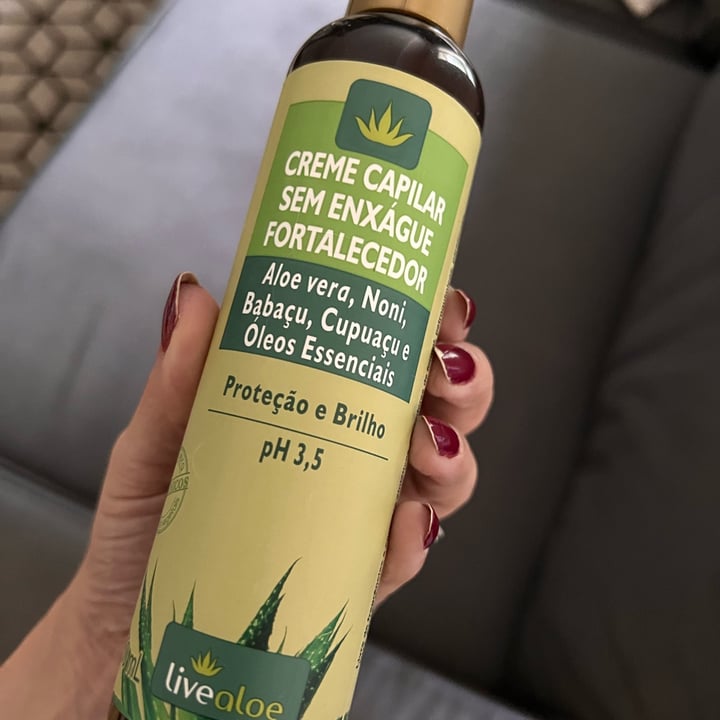 CREME CAPILAR
SEM ENXÁGUE
FORTALECEDOR
Aloe vera, Noni,
Babaçu, Cupuaçu e
Óleos Essenciais
Proteção e Brilho
pH 3,5
livealoe